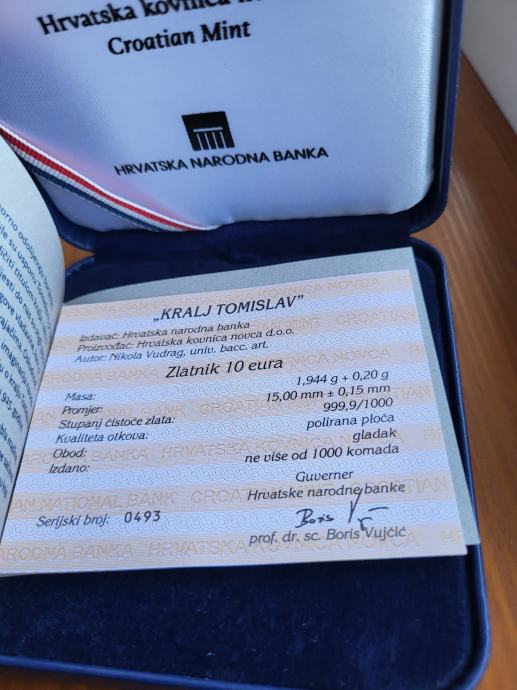 Hrvatska kovnica
Croatian Mint
HRVATSKA NARODNA BANKA
„KRALJ TOMISLAV”
Izdavač: Hrvatska narodna banka
Proizvođač: Hrvatska kovnica novca d.o.o.
Autor: Nikola Vudrag, univ. bacc. art.
Zlatnik 10 eura
Masa: 1,944 g + 0,20 g
Promjer: 15,00 mm ± 0,15 mm
Stupanj čistoće zlata: 999,9/1000
Kvaliteta otkova: polirana ploča
Obod: gladak
Izdano: ne više od 1000 komada
Guverner
Hrvatske narodne banke
Serijski broj: 0493
Boris
prof. dr. sc. Boris Vujčić